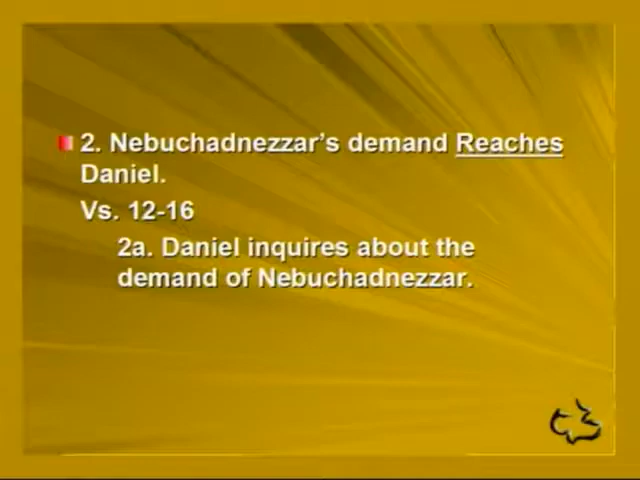 2. Nebuchadnezzar's demand Reaches
Daniel.
Vs. 12-16
2a. Daniel inquires about the
demand of Nebuchadnezzar.